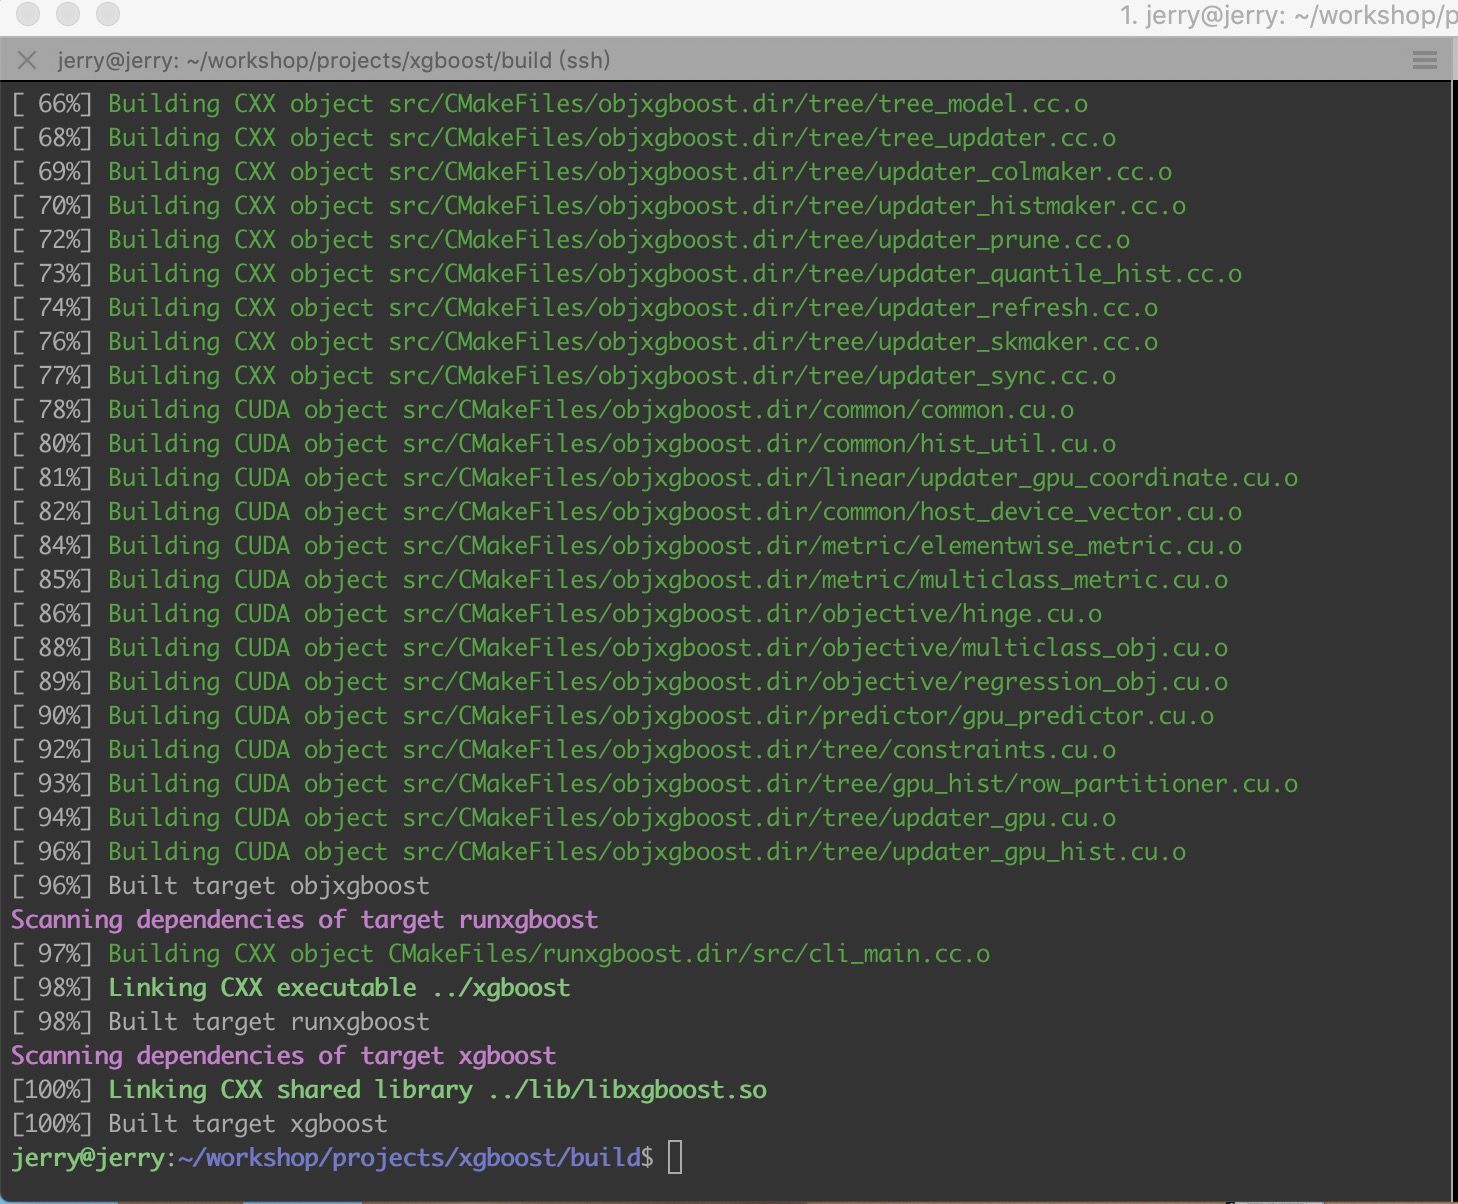 1. jerry@jerry: ~/workshop/p
jerry@jerry: ~/workshop/projects/xgboost/build (ssh)
[ 66%] Building CXX object src/CMakeFiles/objxgboost.dir/tree/tree_model.cc.o
[ 68%] Building CXX object src/CMakeFiles/objxgboost.dir/tree/tree_updater.cc.o
[ 69%] Building CXX object src/CMakeFiles/objxgboost.dir/tree/updater_colmaker.cc.o
[ 70%] Building CXX object src/CMakeFiles/objxgboost.dir/tree/updater_histmaker.cc.o
[ 72%] Building CXX object src/CMakeFiles/objxgboost.dir/tree/updater_prune.cc.o
[ 73%] Building CXX object src/CMakeFiles/objxgboost.dir/tree/updater_quantile_hist.cc.o
[ 74%] Building CXX object src/CMakeFiles/objxgboost.dir/tree/updater_refresh.cc.o
[ 76%] Building CXX object src/CMakeFiles/objxgboost.dir/tree/updater_skmaker.cc.o
[ 77%] Building CXX object src/CMakeFiles/objxgboost.dir/tree/updater_sync.cc.o
[ 78%] Building CUDA object src/CMakeFiles/objxgboost.dir/common/common.cu.o
[ 80%] Building CUDA object src/CMakeFiles/objxgboost.dir/common/hist_util.cu.o
[ 81%] Building CUDA object src/CMakeFiles/objxgboost.dir/linear/updater_gpu_coordinate.cu.o
[ 82%] Building CUDA object src/CMakeFiles/objxgboost.dir/common/host_device_vector.cu.o
[ 84%] Building CUDA object src/CMakeFiles/objxgboost.dir/metric/elementwise_metric.cu.o
[ 85%] Building CUDA object src/CMakeFiles/objxgboost.dir/metric/multiclass_metric.cu.o
[ 86%] Building CUDA object src/CMakeFiles/objxgboost.dir/objective/hinge.cu.o
[ 88%] Building CUDA object src/CMakeFiles/objxgboost.dir/objective/multiclass_obj.cu.o
[ 89%] Building CUDA object src/CMakeFiles/objxgboost.dir/objective/regression_obj.cu.o
[ 90%] Building CUDA object src/CMakeFiles/objxgboost.dir/predictor/gpu_predictor.cu.o
[ 92%] Building CUDA object src/CMakeFiles/objxgboost.dir/tree/constraints.cu.o
[ 93%] Building CUDA object src/CMakeFiles/objxgboost.dir/tree/gpu_hist/row_partitioner.cu.o
[ 94%] Building CUDA object src/CMakeFiles/objxgboost.dir/tree/updater_gpu.cu.o
[ 96%] Building CUDA object src/CMakeFiles/objxgboost.dir/tree/updater_gpu_hist.cu.o
[ 96%] Built target objxgboost
Scanning dependencies of target runxgboost
[ 97%] Building CXX object CMakeFiles/runxgboost.dir/src/cli_main.cc.o
[ 98%] Linking CXX executable ../xgboost
[ 98%] Built target runxgboost
Scanning dependencies of target xgboost
[100%] Linking CXX shared library ../lib/libxgboost.so
[100%] Built target xgboost
jerry@jerry:~/workshop/projects/xgboost/build$